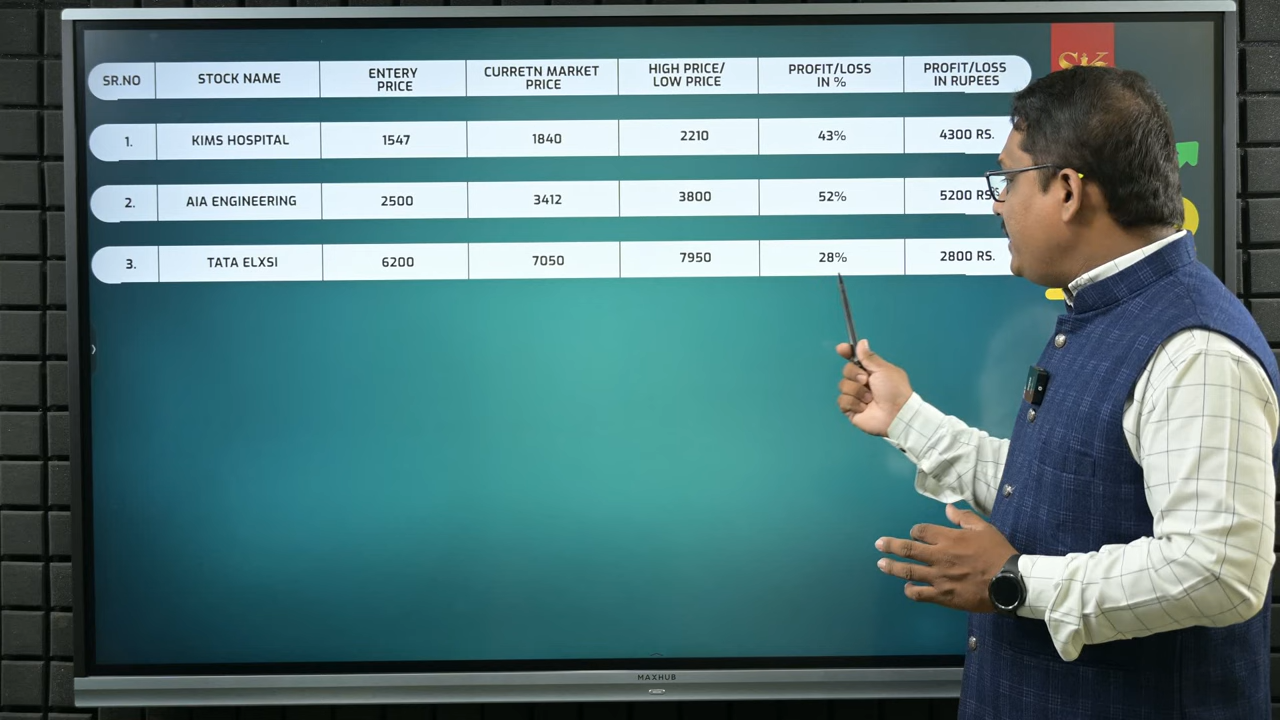 SR.NO STOCK NAME ENTERY PRICE CURRETN MARKET PRICE HIGH PRICE/ LOW PRICE PROFIT/LOSS IN % PROFIT/LOSS IN RUPEES
1. KIMS HOSPITAL 1547 1840 2210 43% 4300 RS.
2. AIA ENGINEERING 2500 3412 3800 52% 5200 RS.
3. TATA ELXSI 6200 7050 7950 28% 2800 RS.
MAXHUB